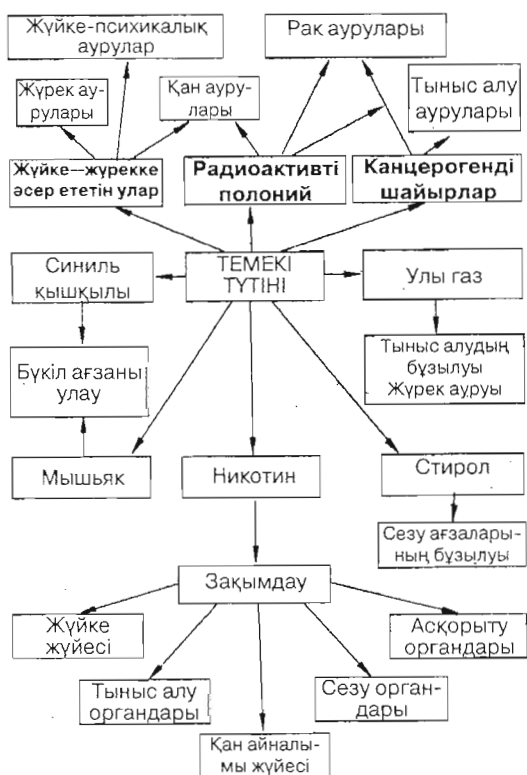 Жүйке-психикалық
аурулар
Рак аурулары
Жүрек ау-
рулары
Қан ауру-
лары
Тыныс алу
аурулары
Жүйке--жүрекке
әсер ететін улар
Радиоактивті
полоний
Канцерогенді
шайырлар
Синиль
қышқылы
ТЕМЕКІ
ТҮТІНІ
Улы газ
Бүкіл ағзаны
улау
Тыныс алудың
бұзылуы
Жүрек ауруы
Мышьяк
Никотин
Стирол
Сезу ағзалары-
ның бұзылуы
Зақымдау
Жүйке
жүйесі
Асқорыту
органдары
Тыныс алу
органдары
Сезу орган-
дары
Қан айналы-
мы жүйесі